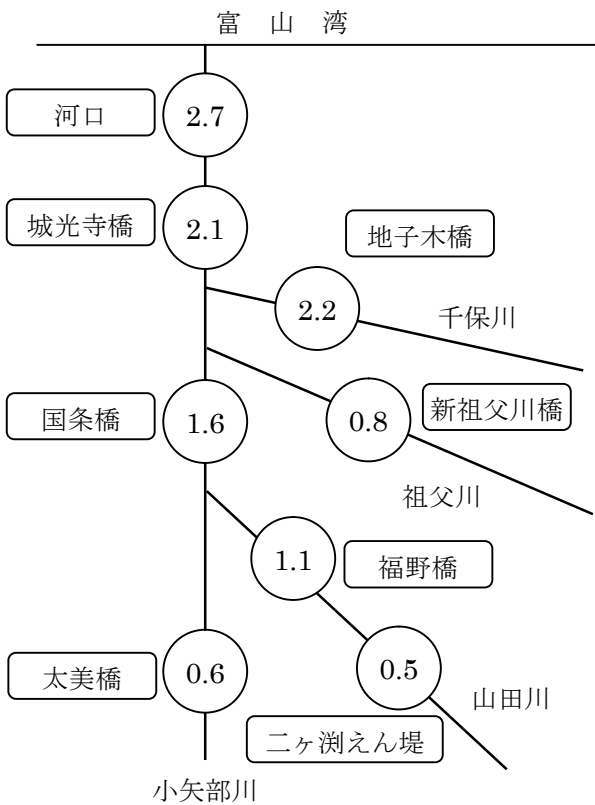 富山湾
河口
2.7
城光寺橋
2.1
地子木橋
2.2
千保川
国条橋
1.6
0.8
新祖父川橋
祖父川
1.1
福野橋
太美橋
0.6
0.5
山田川
二ヶ渕えん堤
小矢部川